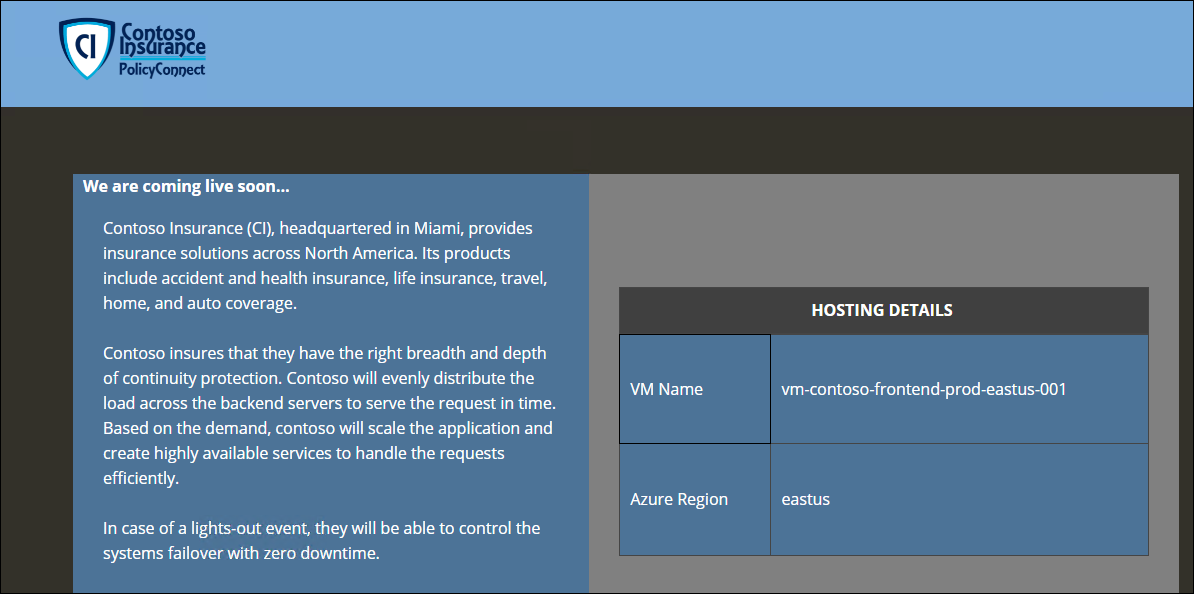 CI
Contoso
Insurance
PolicyConnect
We are coming live soon...
Contoso Insurance (CI), headquartered in Miami, provides
insurance solutions across North America. Its products
include accident and health insurance, life insurance, travel,
home, and auto coverage.
Contoso insures that they have the right breadth and depth
of continuity protection. Contoso will evenly distribute the
load across the backend servers to serve the request in time.
Based on the demand, contoso will scale the application and
create highly available services to handle the requests
efficiently.
In case of a lights-out event, they will be able to control the
systems failover with zero downtime.
HOSTING DETAILS
VM Name vm-contoso-frontend-prod-eastus-001
Azure Region eastus